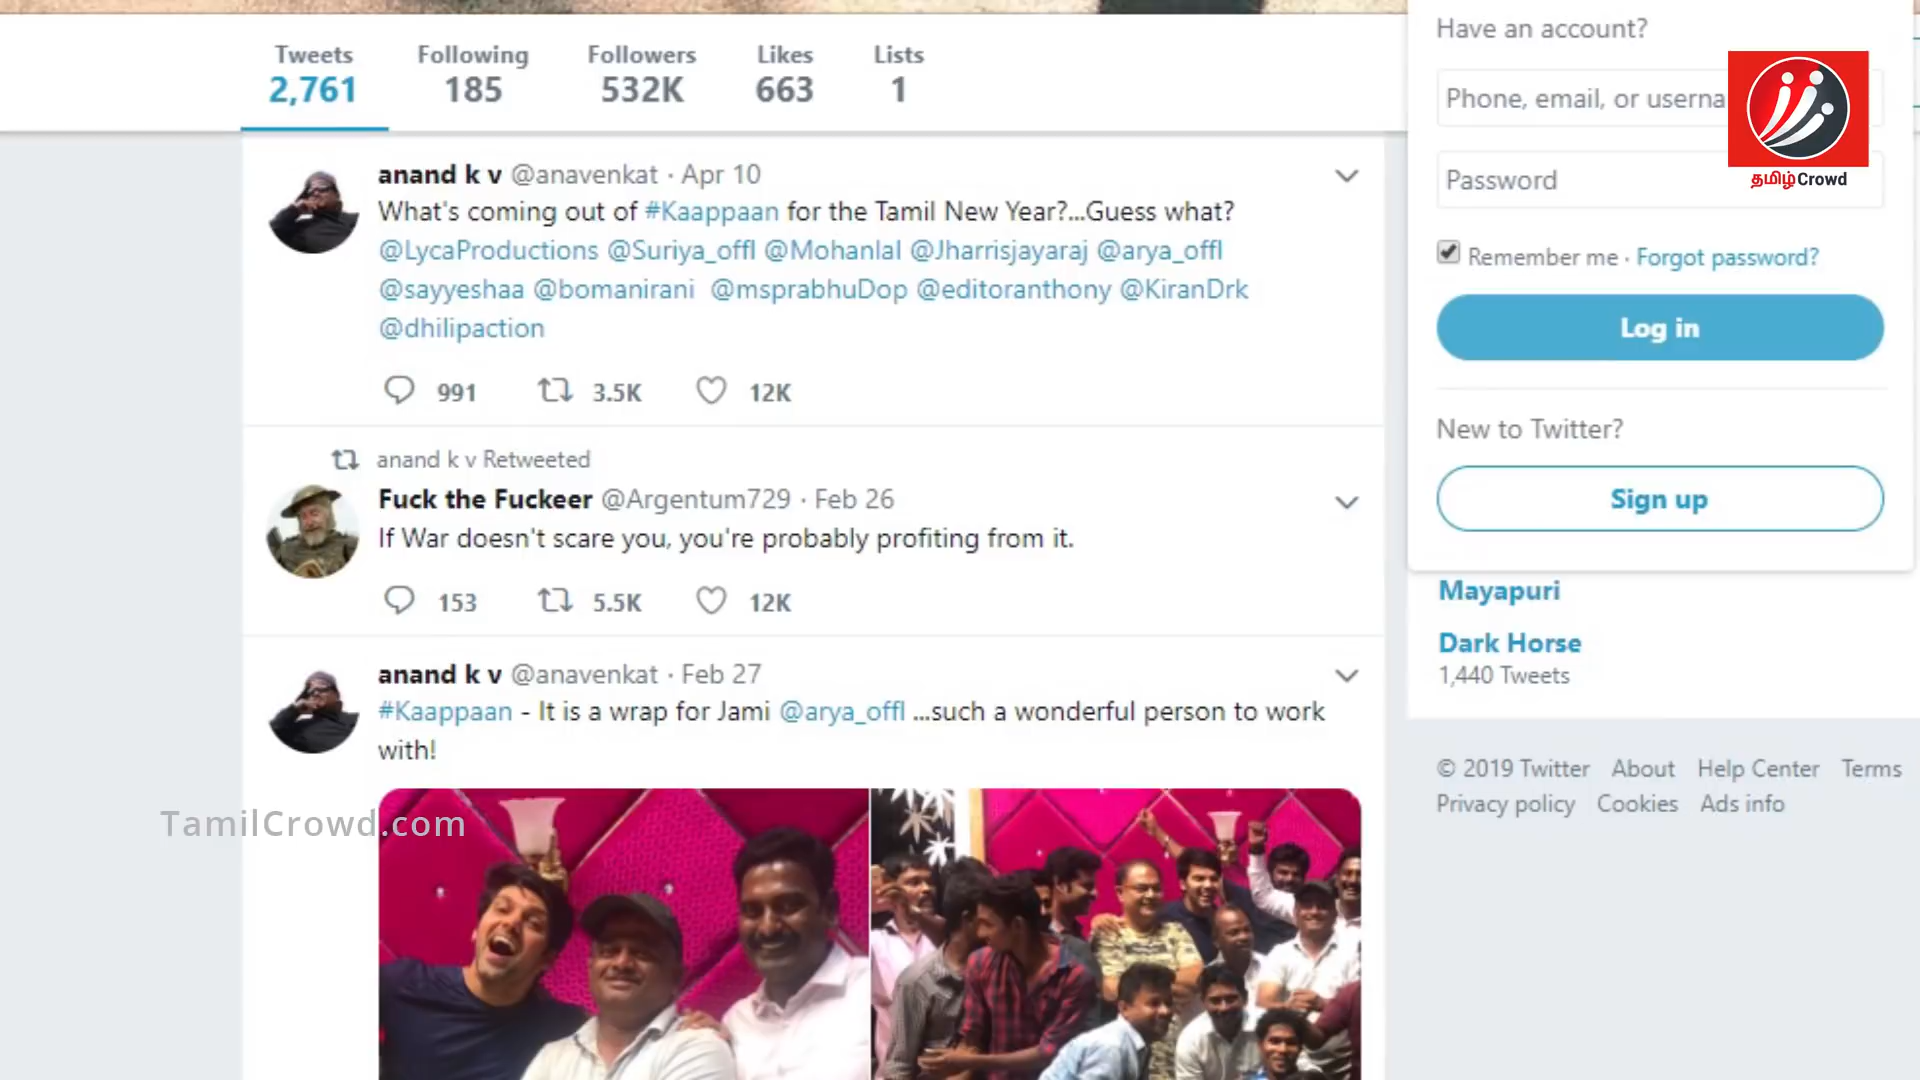 Tweets Following Followers Likes Lists
2,761 185 532K 663 1
anand k v @anavenkat · Apr 10
What's coming out of #Kaappaan for the Tamil New Year?...Guess what?
@LycaProductions @Suriya_offl @Mohanlal @Jharrisjayaraj @arya_offl
@sayyeshaa @bomanirani @msprabhuDop @editoranthony @KiranDrk
@dhilipaction
991 3.5K 12K
anand k v Retweeted
Fuck the Fuckeer @Argentum729 · Feb 26
If War doesn't scare you, you're probably profiting from it.
153 5.5K 12K
anand k v @anavenkat · Feb 27
#Kaappaan - It is a wrap for Jami @arya_offl ...such a wonderful person to work
with!
TamilCrowd.com
Have an account?
Phone, email, or userna
தமிழ்Crowd
Password
Remember me · Forgot password?
Log in
New to Twitter?
Sign up
Mayapuri
Dark Horse
1,440 Tweets
© 2019 Twitter About Help Center Terms
Privacy policy Cookies Ads info